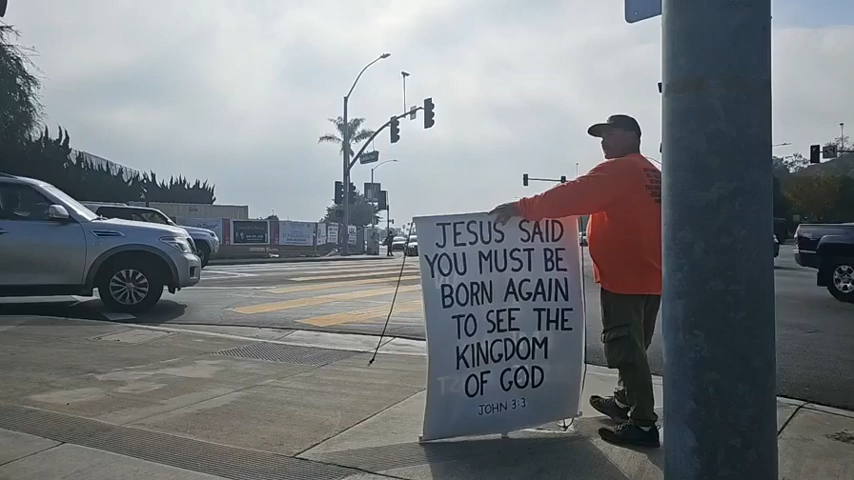 JESUS SAID
YOU MUST BE
BORN AGAIN
TO SEE THE
KINGDOM
OF GOD
JOHN 3:3